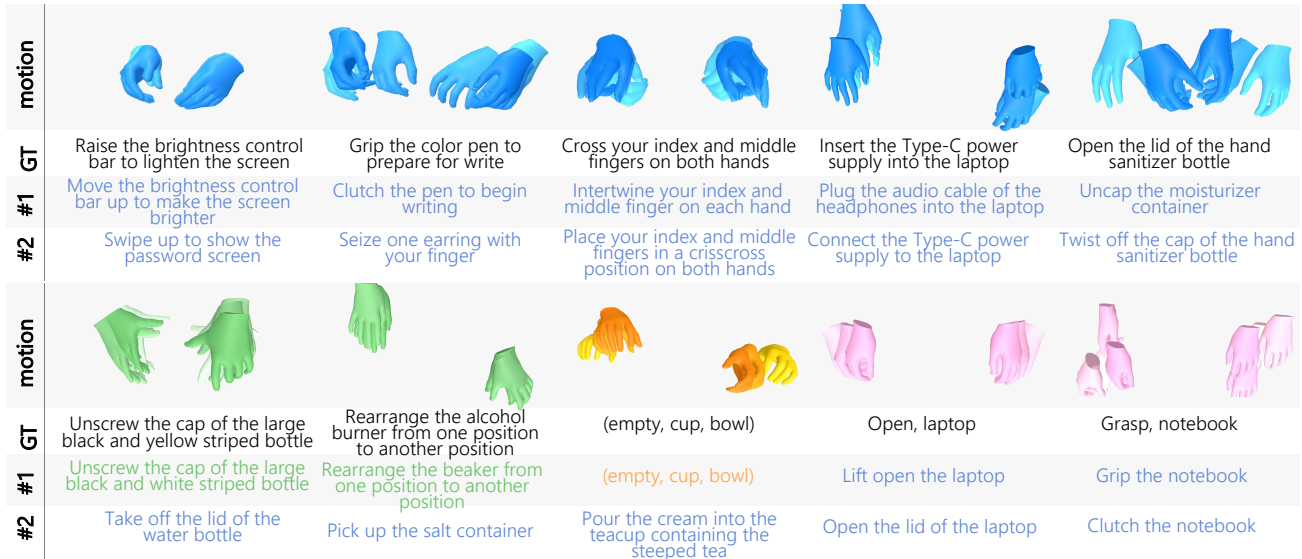 motion
GT
Raise the brightness control
bar to lighten the screen
Grip the color pen to
prepare for write
Cross your index and middle
fingers on both hands
Insert the Type-C power
supply into the laptop
Open the lid of the hand
sanitizer bottle
#1
Move the brightness control
bar up to make the screen
brighter
Clutch the pen to begin
writing
Intertwine your index and
middle finger on each hand
Plug the audio cable of the
headphones into the laptop
Uncap the moisturizer
container
#2
Swipe up to show the
password screen
Seize one earring with
your finger
Place your index and middle
fingers in a crisscross
position on both hands
Connect the Type-C power
supply to the laptop
Twist off the cap of the hand
sanitizer bottle
motion
GT
Unscrew the cap of the large
black and yellow striped bottle
Rearrange the alcohol
burner from one position
to another position
(empty, cup, bowl)
Open, laptop
Grasp, notebook
#1
Unscrew the cap of the large
black and white striped bottle
Rearrange the beaker from
one position to another
position
(empty, cup, bowl)
Lift open the laptop
Grip the notebook
#2
Take off the lid of the
water bottle
Pick up the salt container
Pour the cream into the
teacup containing the
steeped tea
Open the lid of the laptop
Clutch the notebook